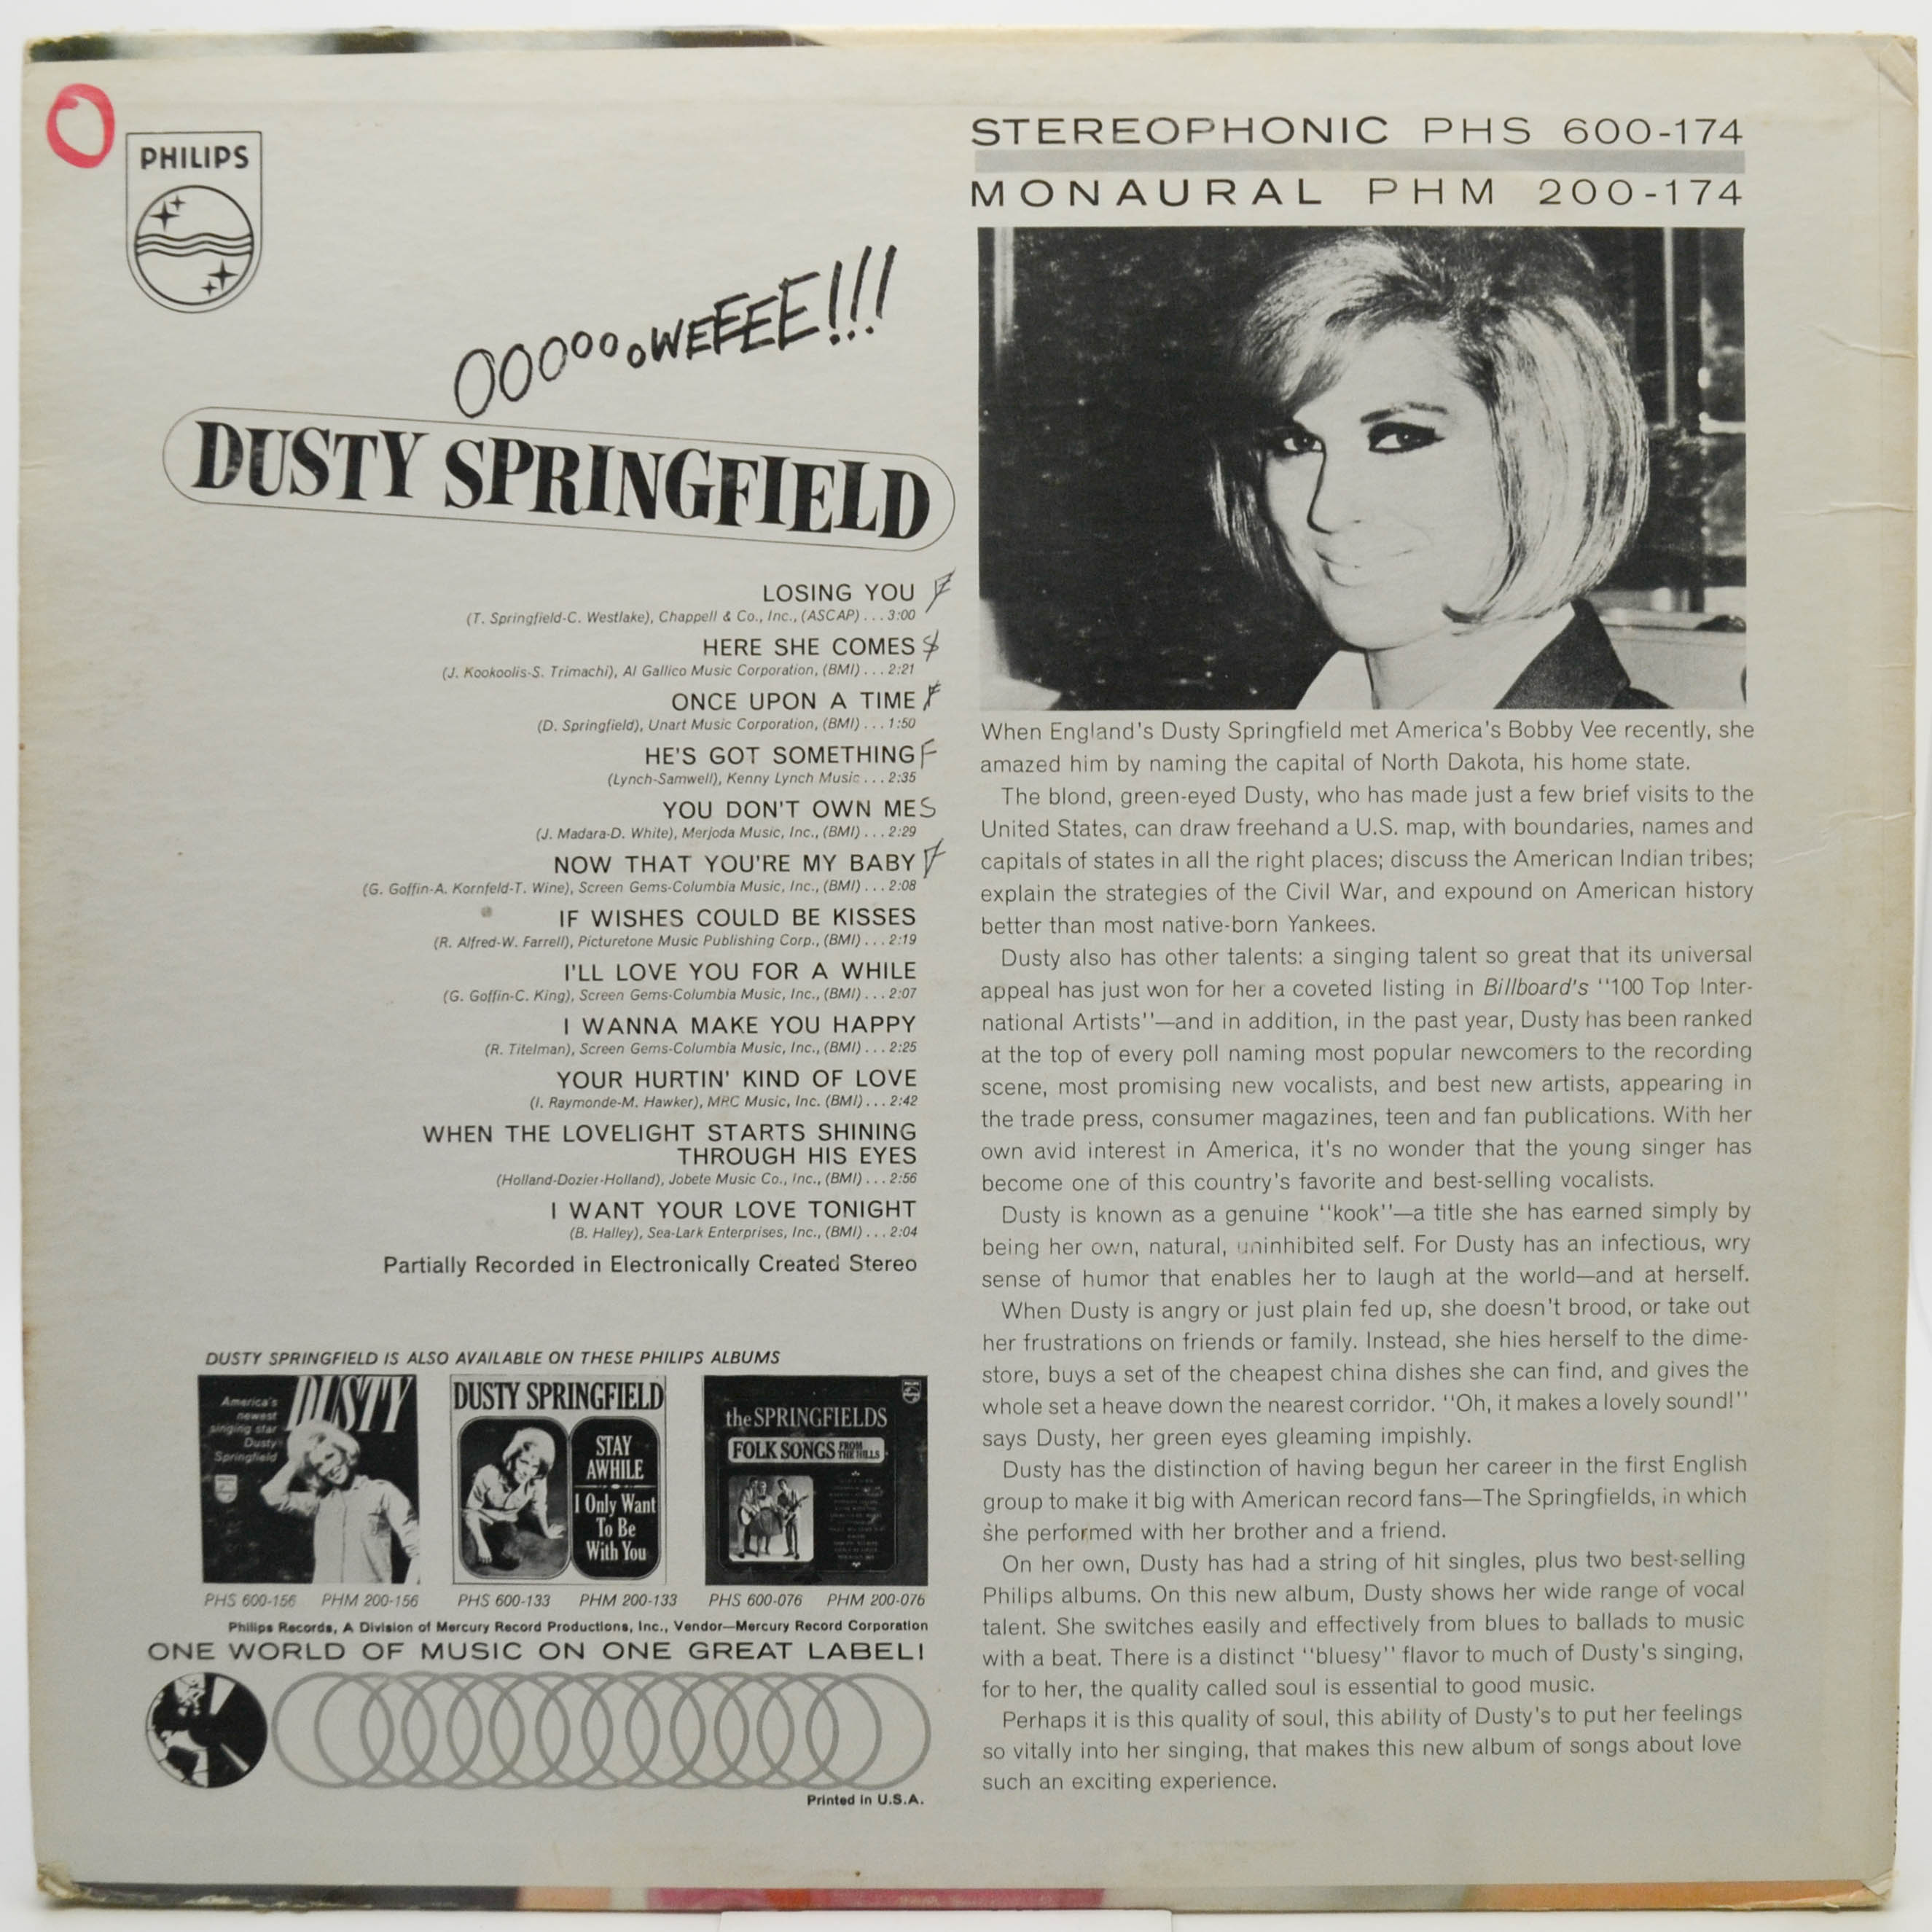 PHILIPS
OOOooooWEEEEE!!!
DUSTY SPRINGFIELD
LOSING YOU F
(T. Springfield-C. Westlake), Chappell & Co., Inc., (ASCAP) . . . 3:00
HERE SHE COMES
(J. Kookoolis-S. Trimachi), Al Gallico Music Corporation, (BMI) . . . 2:21
ONCE UPON A TIME F
(D. Springfield), Unart Music Corporation, (BMI) . . . 1:50
HE'S GOT SOMETHING F
(Lynch-Samwell), Kenny Lynch Music . . . 2:35
YOU DON'T OWN ME S
(J. Madara-D. White), Merjoda Music, Inc., (BMI) . . . 2:29
NOW THAT YOU'RE MY BABY F
(G. Goffin-A. Kornfeld-T. Wine), Screen Gems-Columbia Music, Inc., (BMI) . . . 2:08
IF WISHES COULD BE KISSES
(R. Alfred-W. Farrell), Picturetone Music Publishing Corp., (BMI) . . . 2:19
I'LL LOVE YOU FOR A WHILE
(G. Goffin-C. King), Screen Gems-Columbia Music, Inc., (BMI) . . . 2:07
I WANNA MAKE YOU HAPPY
(R. Titelman), Screen Gems-Columbia Music, Inc., (BMI) . . . 2:25
YOUR HURTIN' KIND OF LOVE
(I. Raymonde-M. Hawker), MRC Music, Inc. (BMI) . . . 2:42
WHEN THE LOVELIGHT STARTS SHINING
THROUGH HIS EYES
(Holland-Dozier-Holland), Jobete Music Co., Inc., (BMI) . . . 2:56
I WANT YOUR LOVE TONIGHT
(B. Halley), Sea-Lark Enterprises, Inc., (BMI) . . . 2:04
Partially Recorded in Electronically Created Stereo
DUSTY SPRINGFIELD IS ALSO AVAILABLE ON THESE PHILIPS ALBUMS
DUSTY
America's
newest
singing star
Dusty
Springfield
PHS 600-156 PHM 200-156
DUSTY SPRINGFIELD
STAY
AWHILE
I Only Want
To Be
With You
PHS 600-133 PHM 200-133
the SPRINGFIELDS
FOLK SONGS FROM THE HILLS
PHS 600-076 PHM 200-076
Philips Records, A Division of Mercury Record Productions, Inc., Vendor—Mercury Record Corporation
ONE WORLD OF MUSIC ON ONE GREAT LABEL!
Printed in U.S.A.
STEREOPHONIC PHS 600-174
MONAURAL PHM 200-174
When England's Dusty Springfield met America's Bobby Vee recently, she
amazed him by naming the capital of North Dakota, his home state.
The blond, green-eyed Dusty, who has made just a few brief visits to the
United States, can draw freehand a U.S. map, with boundaries, names and
capitals of states in all the right places; discuss the American Indian tribes;
explain the strategies of the Civil War, and expound on American history
better than most native-born Yankees.
Dusty also has other talents: a singing talent so great that its universal
appeal has just won for her a coveted listing in Billboard's "100 Top Inter-
national Artists"—and in addition, in the past year, Dusty has been ranked
at the top of every poll naming most popular newcomers to the recording
scene, most promising new vocalists, and best new artists, appearing in
the trade press, consumer magazines, teen and fan publications. With her
own avid interest in America, it's no wonder that the young singer has
become one of this country's favorite and best-selling vocalists.
Dusty is known as a genuine "kook"—a title she has earned simply by
being her own, natural, uninhibited self. For Dusty has an infectious, wry
sense of humor that enables her to laugh at the world—and at herself.
When Dusty is angry or just plain fed up, she doesn't brood, or take out
her frustrations on friends or family. Instead, she hies herself to the dime-
store, buys a set of the cheapest china dishes she can find, and gives the
whole set a heave down the nearest corridor. "Oh, it makes a lovely sound!"
says Dusty, her green eyes gleaming impishly.
Dusty has the distinction of having begun her career in the first English
group to make it big with American record fans—The Springfields, in which
she performed with her brother and a friend.
On her own, Dusty has had a string of hit singles, plus two best-selling
Philips albums. On this new album, Dusty shows her wide range of vocal
talent. She switches easily and effectively from blues to ballads to music
with a beat. There is a distinct "bluesy" flavor to much of Dusty's singing,
for to her, the quality called soul is essential to good music.
Perhaps it is this quality of soul, this ability of Dusty's to put her feelings
so vitally into her singing, that makes this new album of songs about love
such an exciting experience.